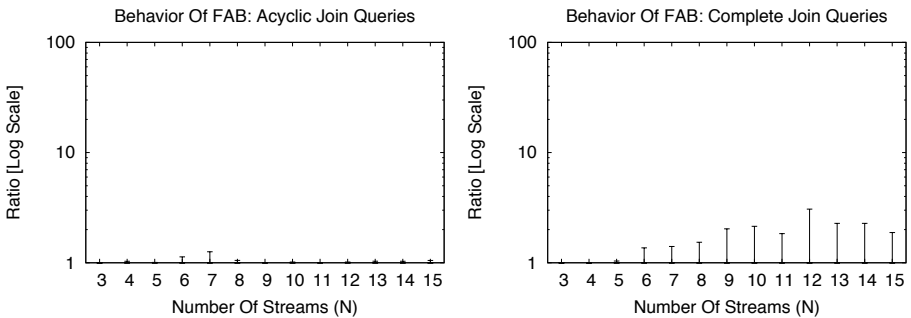 Behavior Of FAB: Acyclic Join Queries
100
10
1
Ratio [Log Scale]
3 4 5 6 7 8 9 10 11 12 13 14 15
Number Of Streams (N)
Behavior Of FAB: Complete Join Queries
100
10
1
Ratio [Log Scale]
3 4 5 6 7 8 9 10 11 12 13 14 15
Number Of Streams (N)